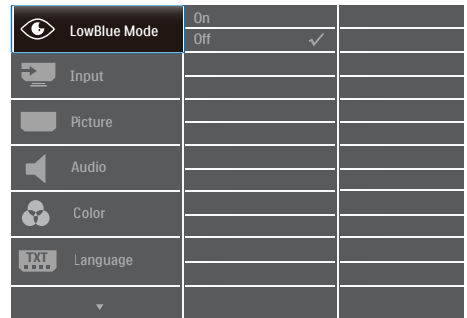 LowBlue Mode
On
Off
Input
Picture
Audio
Color
TXT
Language